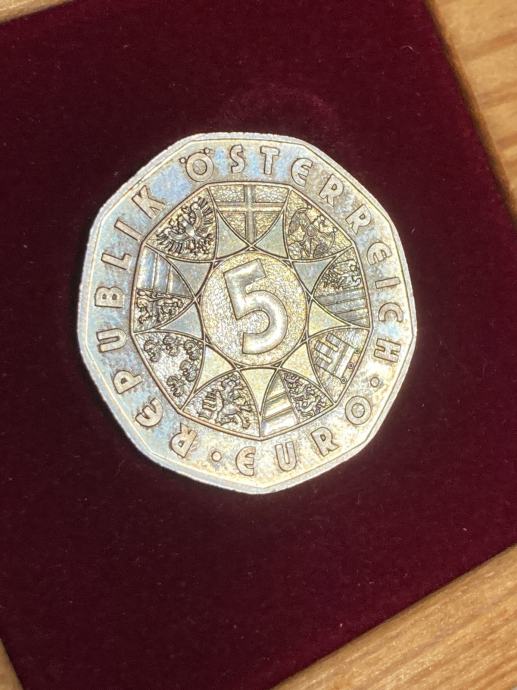 REPUBLIK ÖSTERREICH · EURO ·
5